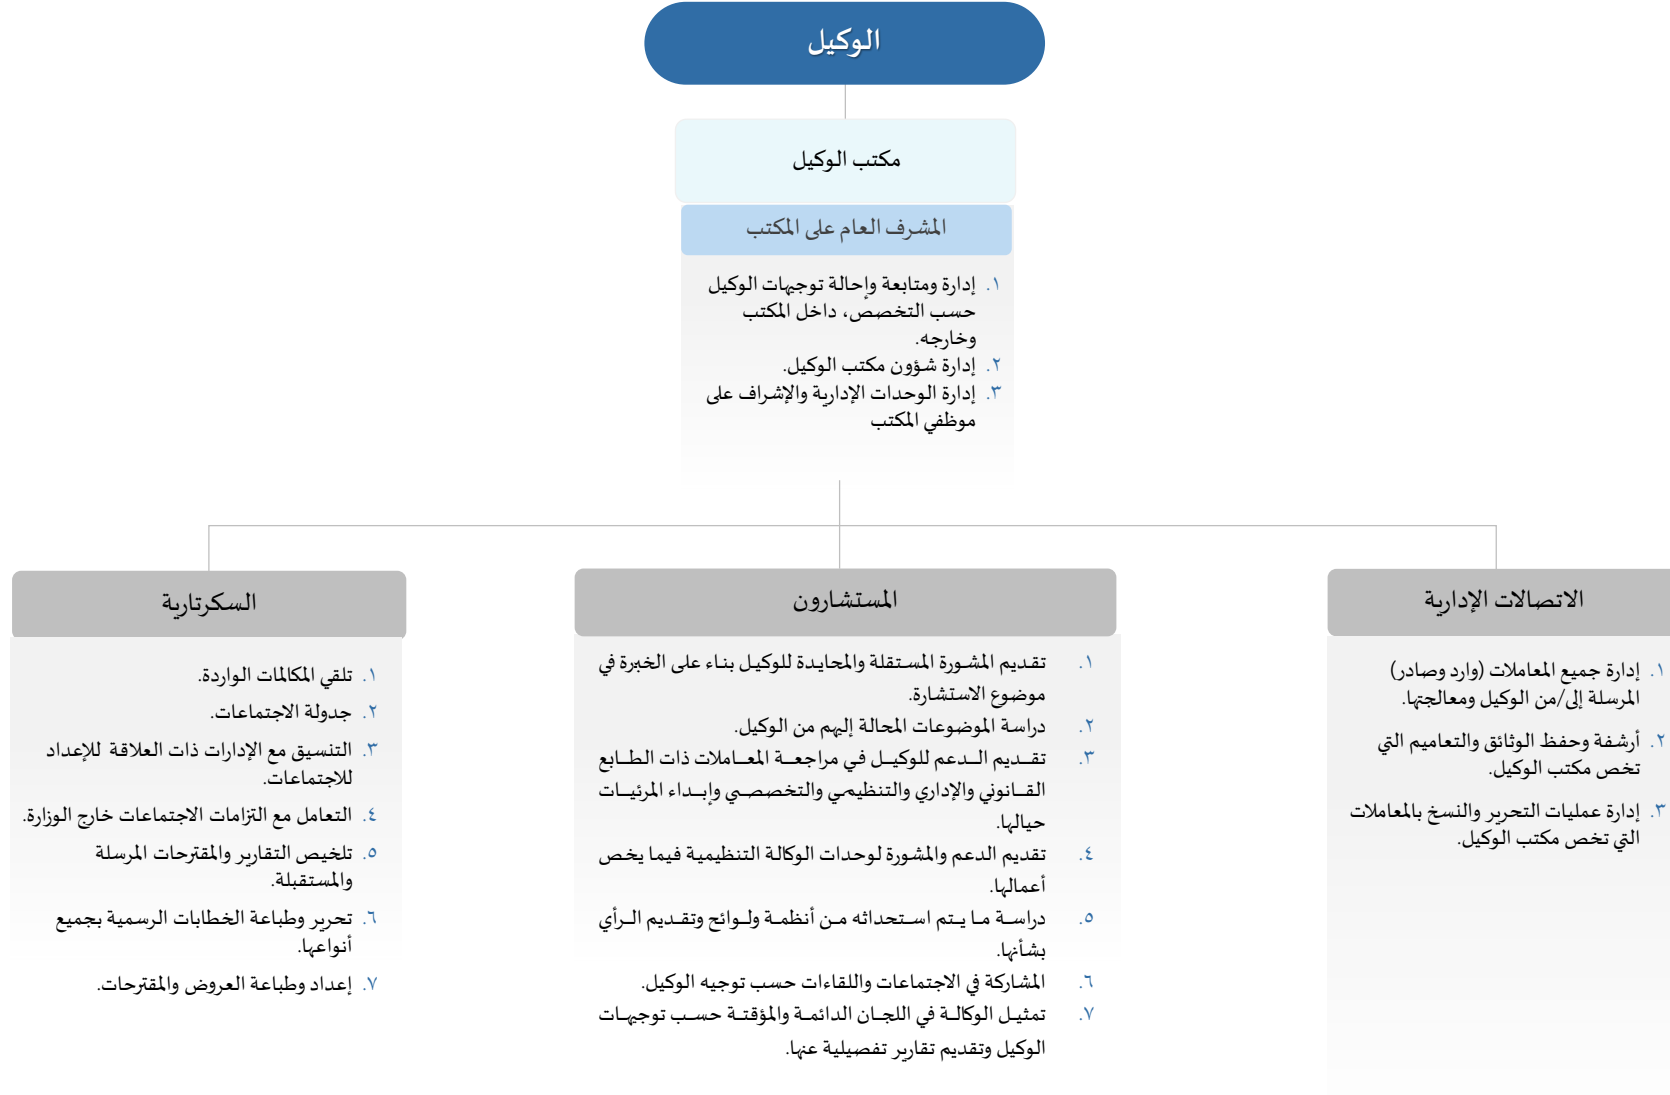 الوكيل
مكتب الوكيل
المشرف العام على المكتب
١. إدارة ومتابعة وإحالة توجيهات الوكيل
حسب التخصص، داخل المكتب
وخارجه.
٢. إدارة شؤون مكتب الوكيل.
٣. إدارة الوحدات الإدارية والإشراف على
موظفي المكتب
الاتصالات الإدارية
١. إدارة جميع المعاملات (وارد وصادر)
المرسلة إلى/من الوكيل ومعالجتها.
٢. أرشفة وحفظ الوثائق والتعاميم التي
تخص مكتب الوكيل.
٣. إدارة عمليات التحرير والنسخ بالمعاملات
التي تخص مكتب الوكيل.
المستشارون
١. تقديم المشورة المستقلة والمحايدة للوكيل بناء على الخبرة في
موضوع الاستشارة.
٢. دراسة الموضوعات المحالة إليهم من الوكيل.
٣. تقديم الدعم للوكيل في مراجعة المعاملات ذات الطابع
القانوني والإداري والتنظيمي والتخصصي وإبداء المرئيات
حيالها.
٤. تقديم الدعم والمشورة لوحدات الوكالة التنظيمية فيما يخص
أعمالها.
٥. دراسة ما يتم استحداثه من أنظمة ولوائح وتقديم الرأي
بشأنها.
٦. المشاركة في الاجتماعات واللقاءات حسب توجيه الوكيل.
٧. تمثيل الوكالة في اللجان الدائمة والمؤقتة حسب توجيهات
الوكيل وتقديم تقارير تفصيلية عنها.
السكرتارية
١. تلقي المكالمات الواردة.
٢. جدولة الاجتماعات.
٣. التنسيق مع الإدارات ذات العلاقة للإعداد
للاجتماعات.
٤. التعامل مع التزامات الاجتماعات خارج الوزارة.
٥. تلخيص التقارير والمقترحات المرسلة
والمستقبلة.
٦. تحرير وطباعة الخطابات الرسمية بجميع
أنواعها.
٧. إعداد وطباعة العروض والمقترحات.